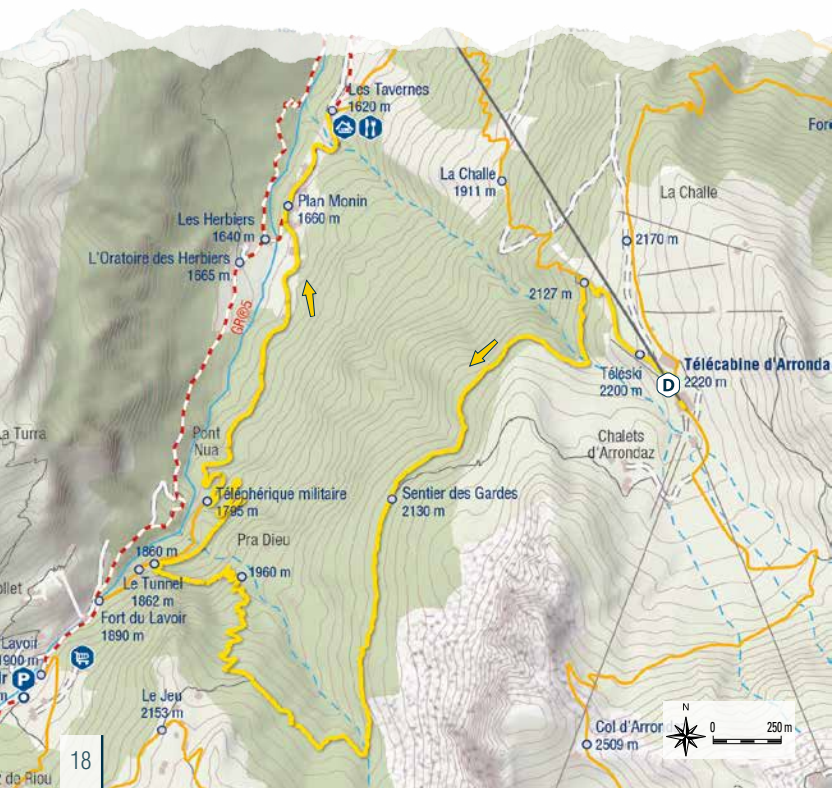 Les Tavernes
1620 m
La Challe
1911 m
La Challe
Plan Monin
1660 m
Les Herbiers
1640 m
L'Oratoire des Herbiers
1665 m
2170 m
2127 m
GR®5
Téléski
2200 m
D
Télécabine d'Arronda
2220 m
a Turra
Pont
Nua
Chalets
d'Arrondaz
Téléphérique militaire
1795 m
Sentier des Gardes
2130 m
Pra Dieu
1860 m
1960 m
Le Tunnel
1862 m
ollet
Fort du Lavoir
1890 m
Lavoir
1900 m
ir
P
m
Le Jeu
2153 m
Col d'Arron
2509 m
N
0
250 m
18
z de Riou